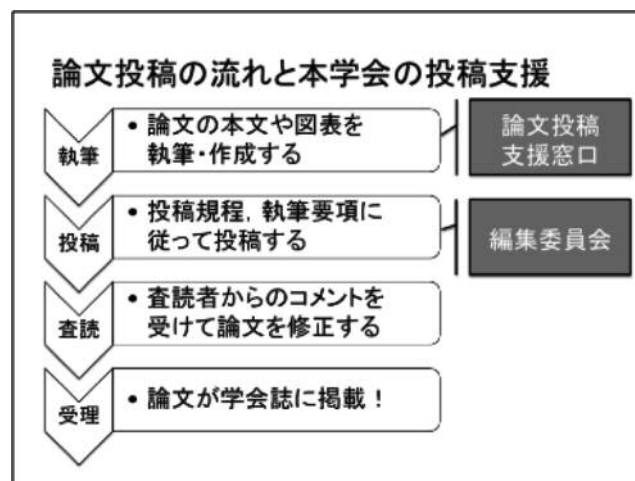 論文投稿の流れと本学会の投稿支援
執筆
• 論文の本文や図表を
執筆・作成する
論文投稿
支援窓口
投稿
• 投稿規程, 執筆要項に
従って投稿する
編集委員会
査読
• 査読者からのコメントを
受けて論文を修正する
受理
• 論文が学会誌に掲載！